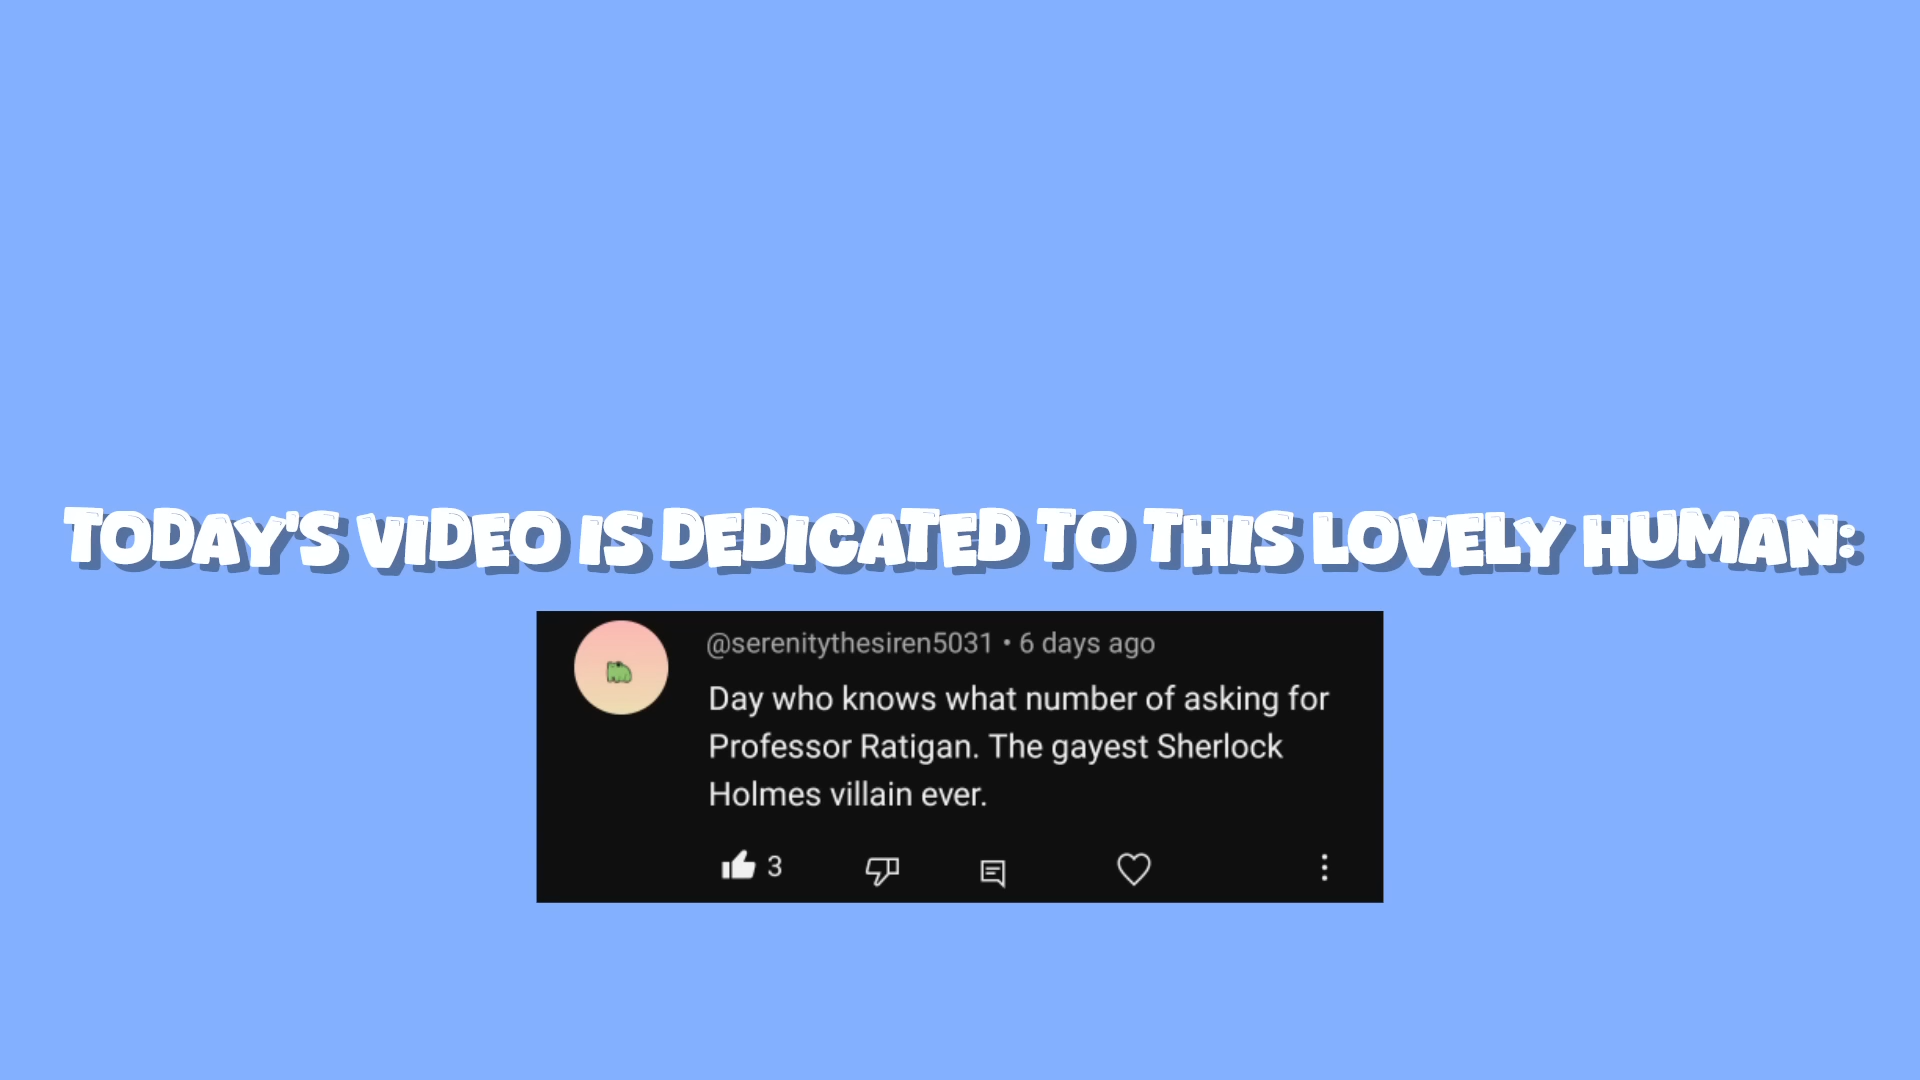 TODAY'S VIDEO IS DEDICATED TO THIS LOVELY HUMAN:
@serenitythesiren5031 • 6 days ago
Day who knows what number of asking for
Professor Ratigan. The gayest Sherlock
Holmes villain ever.
3